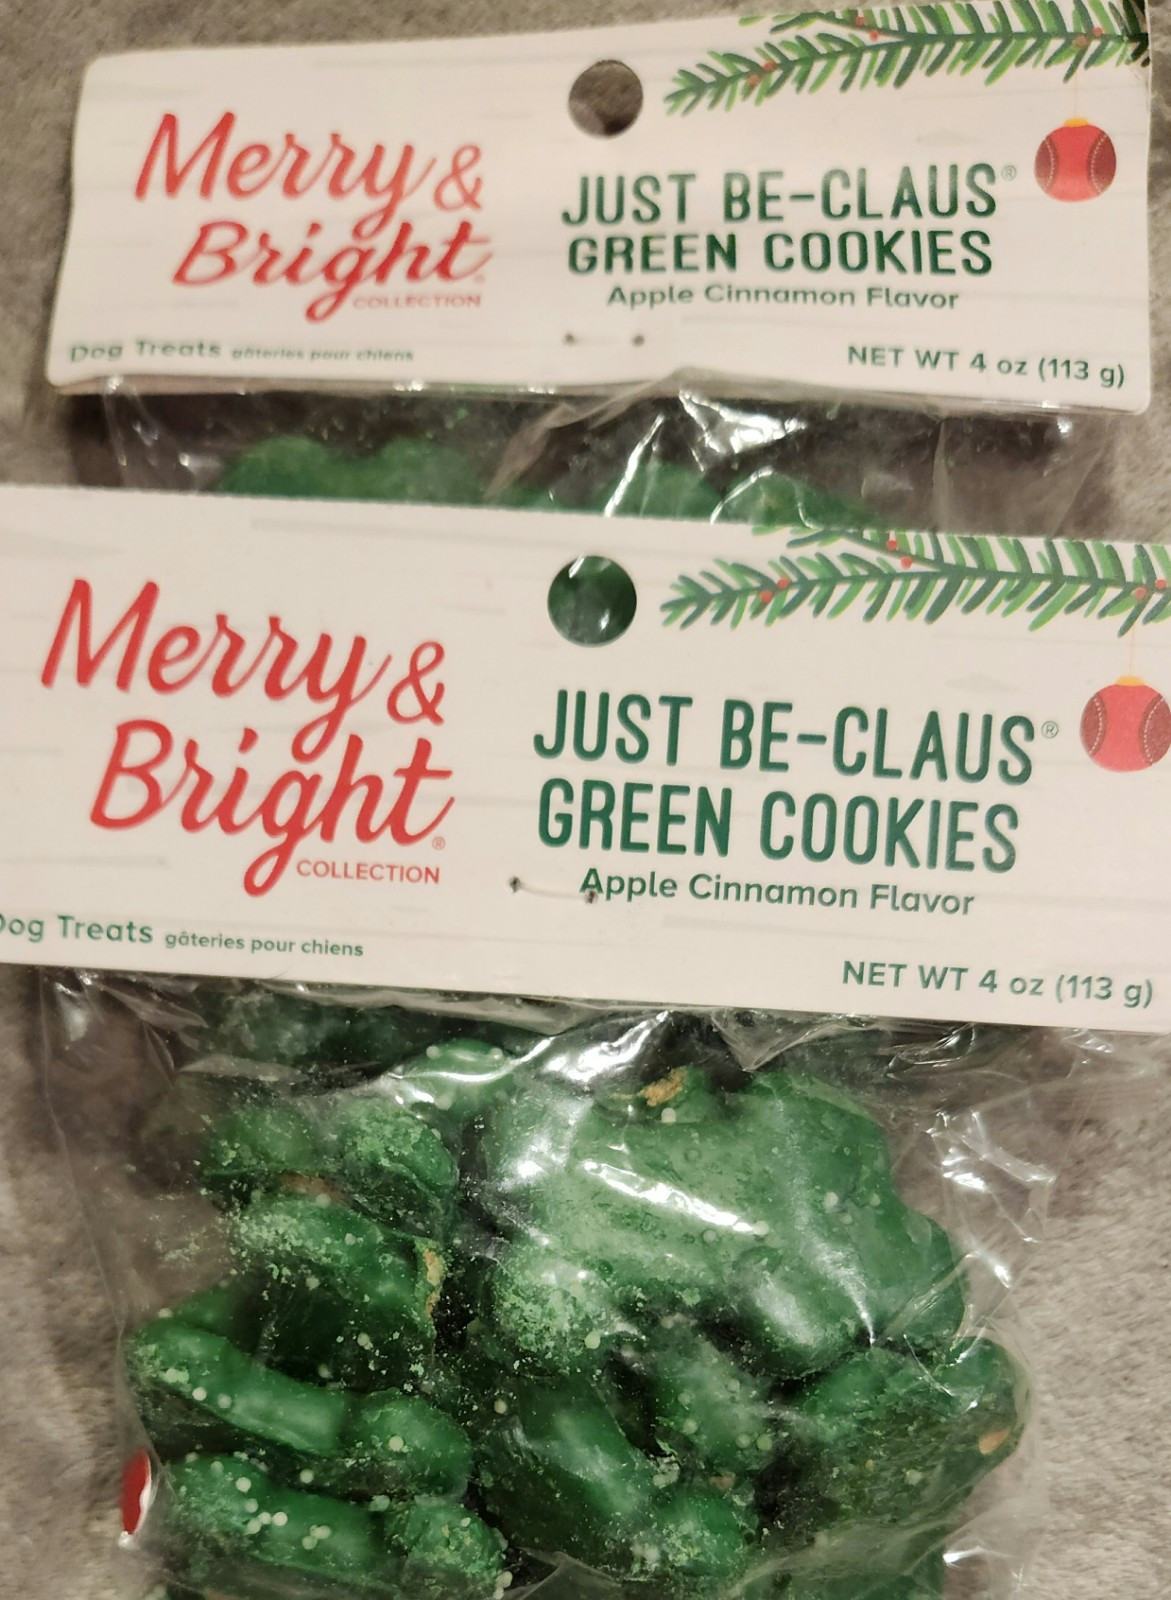 Merry &
Bright
COLLECTION
JUST BE-CLAUS®
GREEN COOKIES
Apple Cinnamon Flavor
Dog Treats gâteries pour chiens
NET WT 4 oz (113 g)
Merry &
Bright®
COLLECTION
JUST BE-CLAUS®
GREEN COOKIES
Apple Cinnamon Flavor
Dog Treats gâteries pour chiens
NET WT 4 oz (113 g)